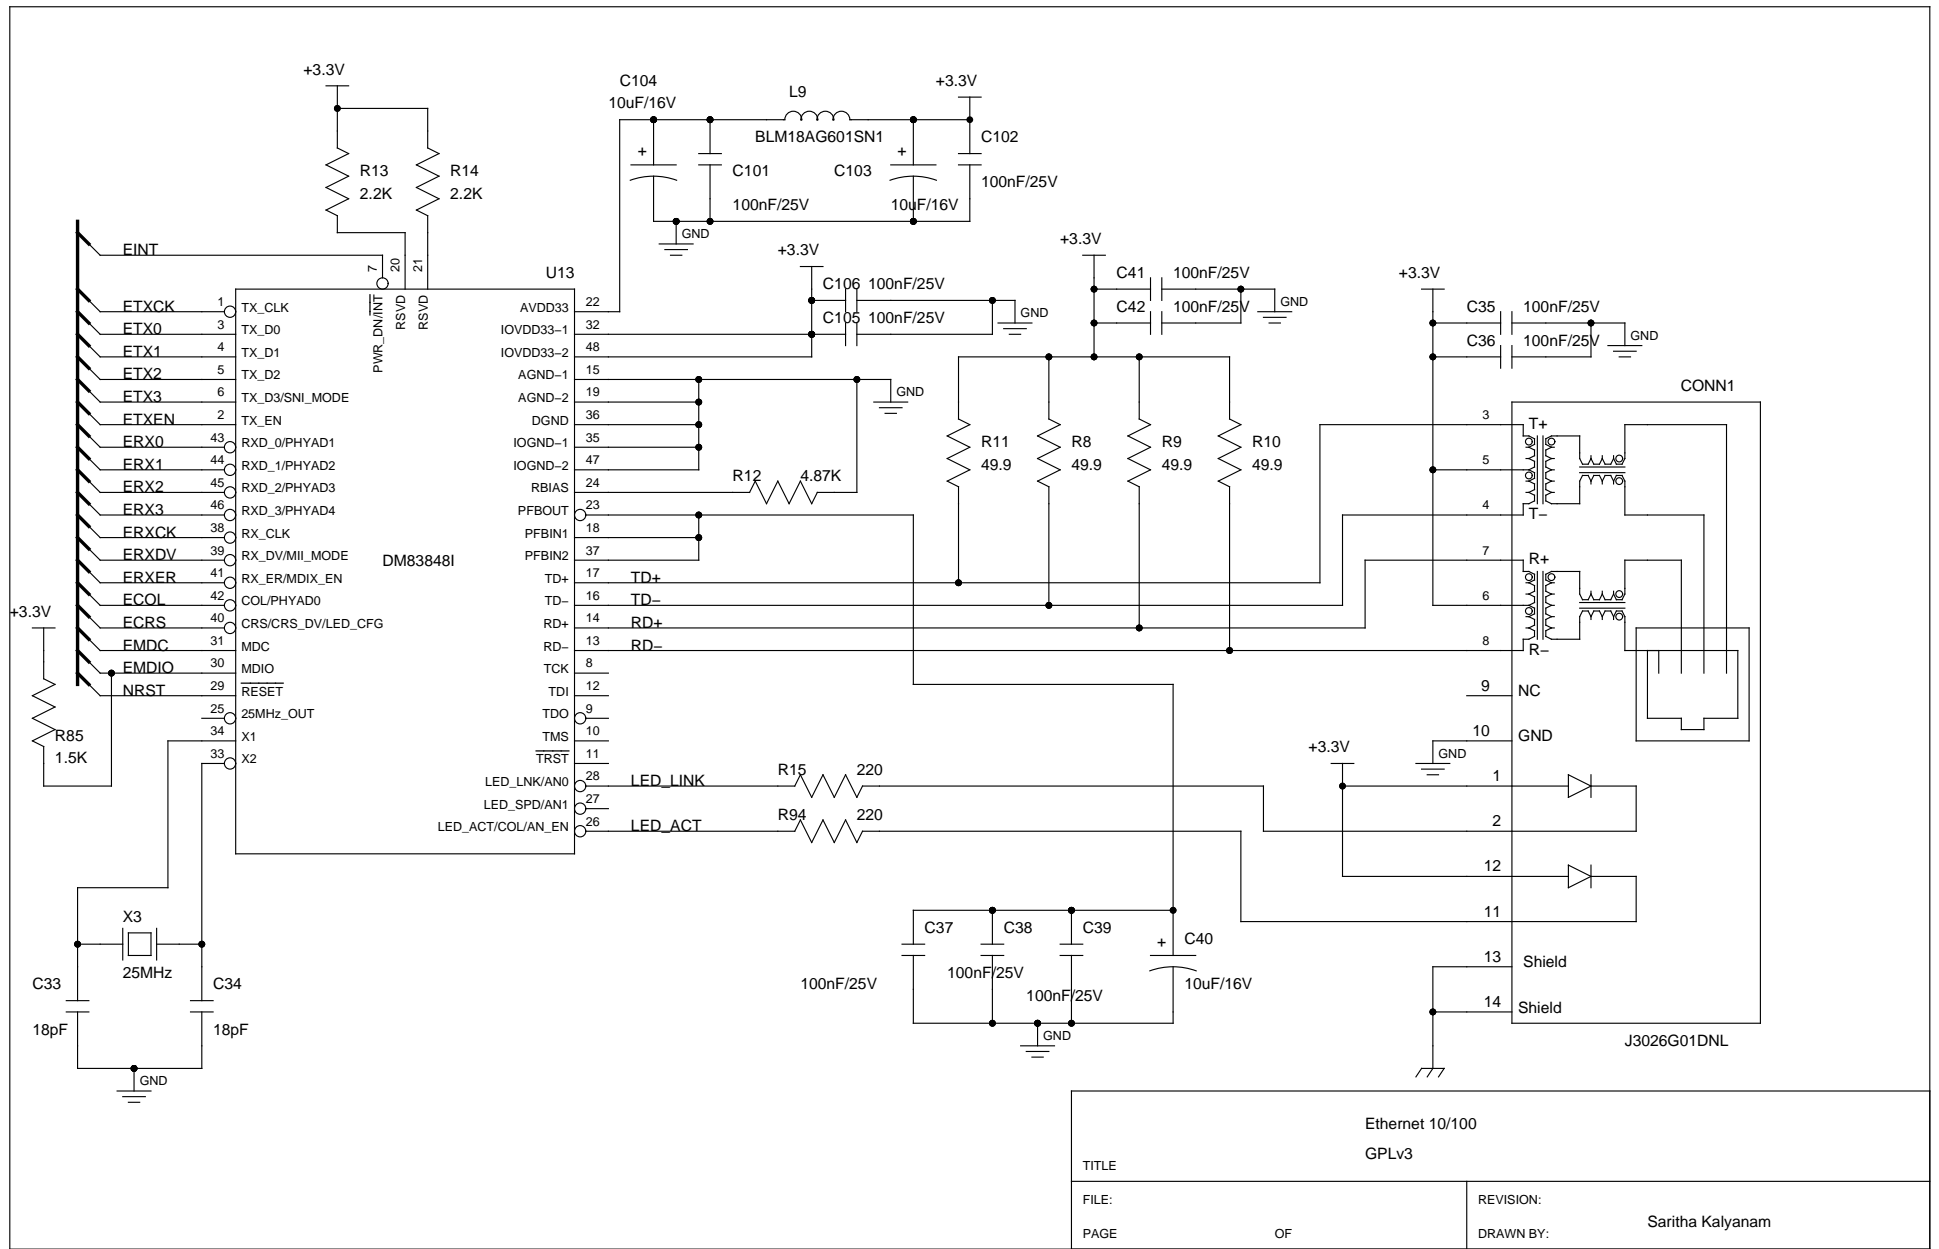 +3.3V
R13
2.2K
R14
2.2K
C104
10uF/16V
+
L9
BLM18AG601SN1
C101
100nF/25V
+3.3V
C102
100nF/25V
+
C103
10uF/16V
GND
EINT
ETXCK
ETX0
ETX1
ETX2
ETX3
ETXEN
ERX0
ERX1
ERX2
ERX3
ERXCK
ERXDV
ERXER
ECOL
ECRS
EMDC
EMDIO
NRST
+3.3V
R85
1.5K
U13
DM83848I
7 PWR_DN/INT
20 RSVD
21 RSVD
1 TX_CLK
3 TX_D0
4 TX_D1
5 TX_D2
6 TX_D3/SNI_MODE
2 TX_EN
43 RXD_0/PHYAD1
44 RXD_1/PHYAD2
45 RXD_2/PHYAD3
46 RXD_3/PHYAD4
38 RX_CLK
39 RX_DV/MII_MODE
41 RX_ER/MDIX_EN
42 COL/PHYAD0
40 CRS/CRS_DV/LED_CFG
31 MDC
30 MDIO
29 RESET
25 25MHz_OUT
34 X1
33 X2
AVDD33 22
IOVDD33−1 32
IOVDD33−2 48
AGND−1 15
AGND−2 19
DGND 36
IOGND−1 35
IOGND−2 47
RBIAS 24
PFBOUT 23
PFBIN1 18
PFBIN2 37
TD+ 17 TD+
TD− 16 TD−
RD+ 14 RD+
RD− 13 RD−
TCK 8
TDI 12
TDO 9
TMS 10
TRST 11
LED_LNK/AN0 28 LED_LINK
LED_SPD/AN1 27
LED_ACT/COL/AN_EN 26 LED_ACT
+3.3V
C106 100nF/25V
C105 100nF/25V
GND
GND
R12 4.87K
+3.3V
C41 100nF/25V
C42 100nF/25V
GND
R11
49.9
R8
49.9
R9
49.9
R10
49.9
+3.3V
C35 100nF/25V
C36 100nF/25V
GND
CONN1
3 T+
5
4 T−
7 R+
6
8 R−
9 NC
10 GND
GND
+3.3V
1
2
12
11
13 Shield
14 Shield
J3026G01DNL
R15 220
R94 220
C37
100nF/25V
C38
100nF/25V
C39
100nF/25V
+
C40
10uF/16V
GND
X3
25MHz
C33
18pF
C34
18pF
GND
Ethernet 10/100
GPLv3
TITLE
FILE:
REVISION:
PAGE OF
DRAWN BY: Saritha Kalyanam